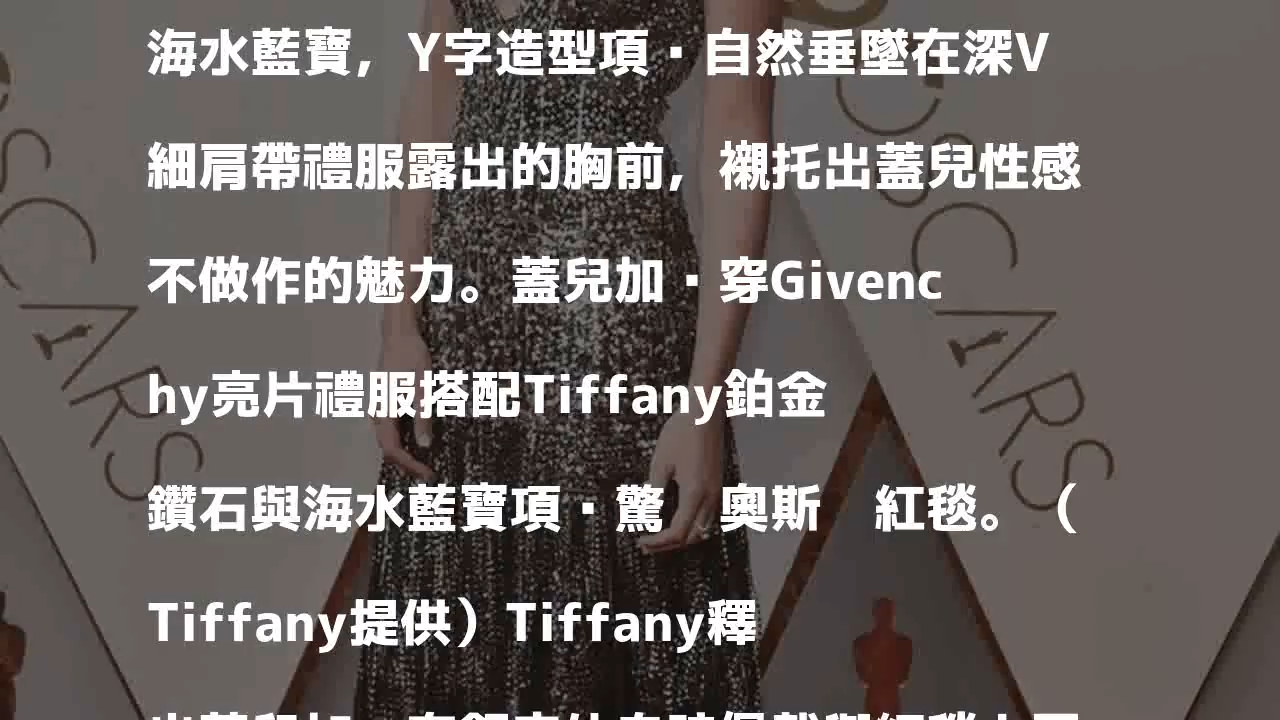 海水藍寶，Y字造型項▪自然垂墜在深V
細肩帶禮服露出的胸前，襯托出蓋兒性感
不做作的魅力。蓋兒加▪穿Givenc
hy亮片禮服搭配Tiffany鉑金
鑽石與海水藍寶項▪驚　奧斯　紅毯。（
Tiffany提供）Tiffany釋
OSCARS
OSCARS